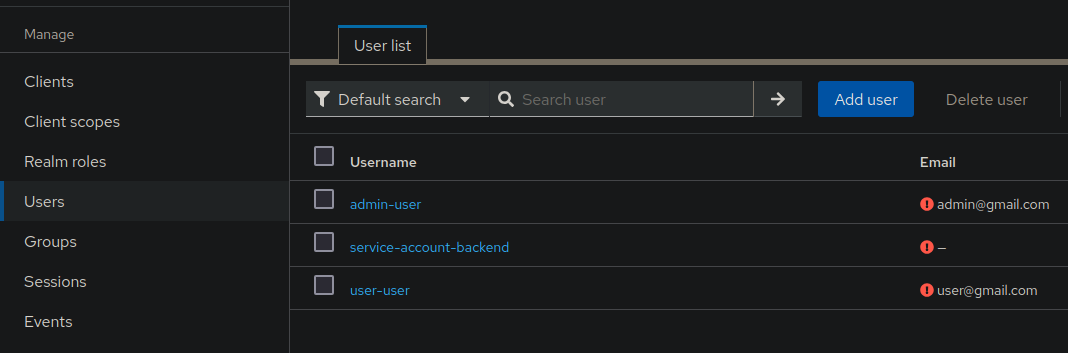 Manage
Clients
Client scopes
Realm roles
Users
Groups
Sessions
Events
User list
Default search Search user Add user Delete user
Username Email
admin-user admin@gmail.com
service-account-backend –
user-user user@gmail.com